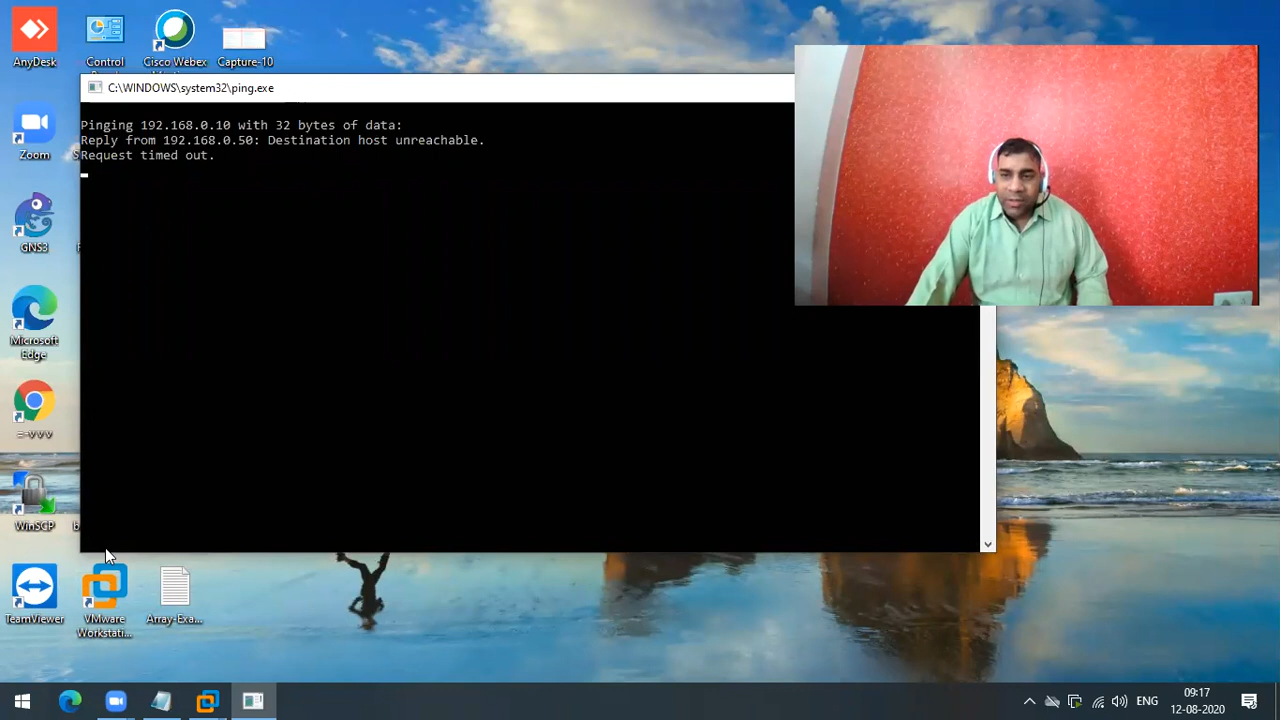 AnyDesk
Control
Cisco Webex
Capture-10
C:\WINDOWS\system32\ping.exe
Pinging 192.168.0.10 with 32 bytes of data:
Reply from 192.168.0.50: Destination host unreachable.
Request timed out.
Zoom
GNS3
Microsoft
Edge
=-vvv
WinSCP
TeamViewer
VMware
Workstati...
Array-Exa...
ENG
09:17
12-08-2020